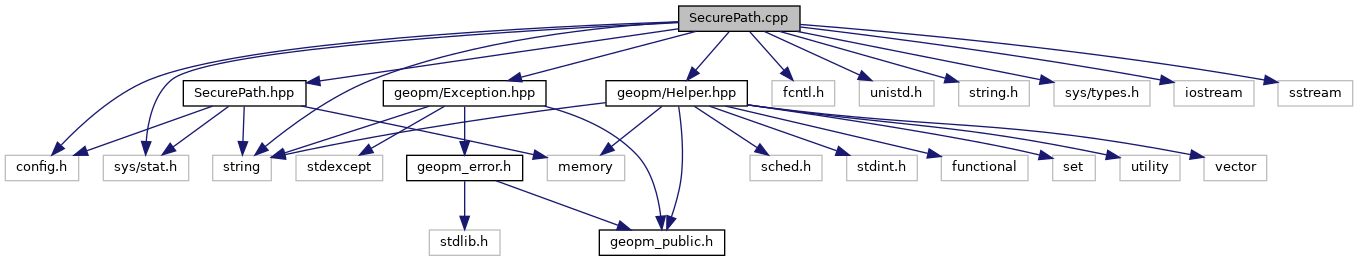 SecurePath.cpp
SecurePath.hpp
geopm/Exception.hpp
geopm/Helper.hpp
fcntl.h
unistd.h
string.h
sys/types.h
iostream
sstream
config.h
sys/stat.h
string
stdexcept
geopm_error.h
memory
sched.h
stdint.h
functional
set
utility
vector
stdlib.h
geopm_public.h